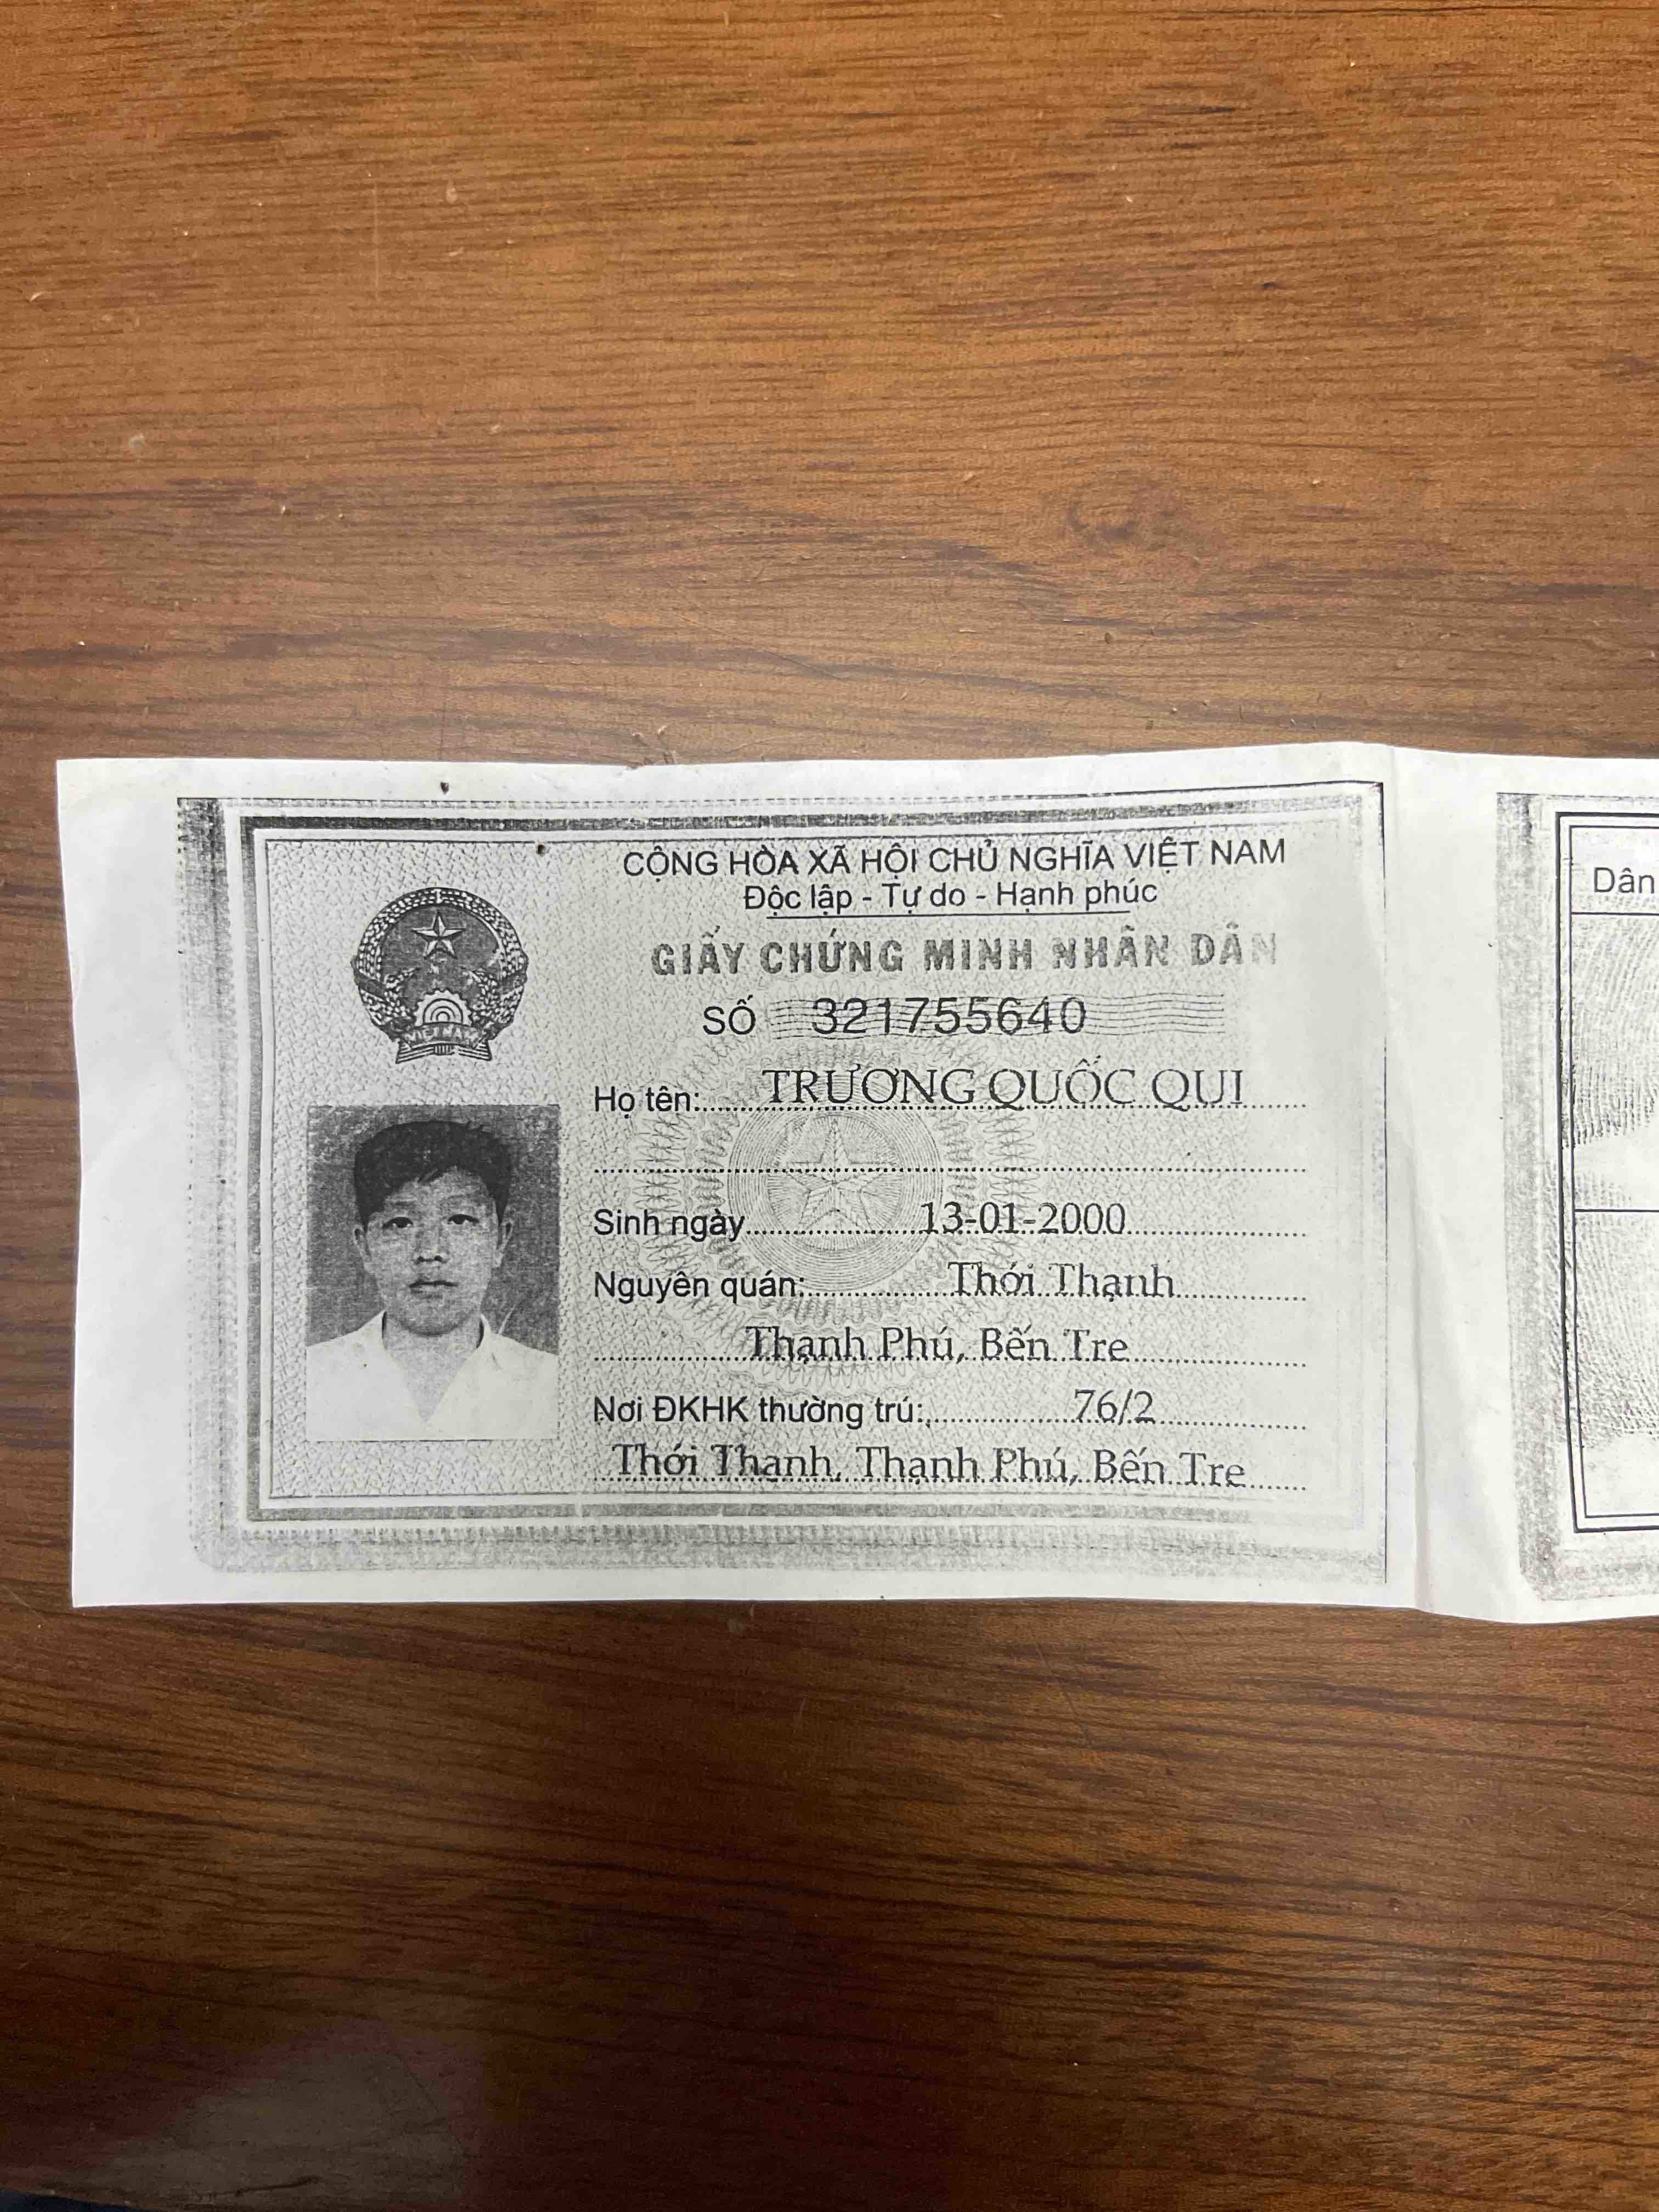 CỘNG HÒA XÃ HỘI CHỦ NGHĨA VIỆT NAM
Độc lập - Tự do - Hạnh phúc
GIẤY CHỨNG MINH NHÂN DÂN
SỐ 321755640
VIỆT NAM
Họ tên: TRƯƠNG QUỐC QUI
Sinh ngày 13-01-2000
Nguyên quán: Thới Thạnh
Thạnh Phú, Bến Tre
Nơi ĐKHK thường trú: 76/2
Thới Thạnh, Thạnh Phú, Bến Tre
Dân